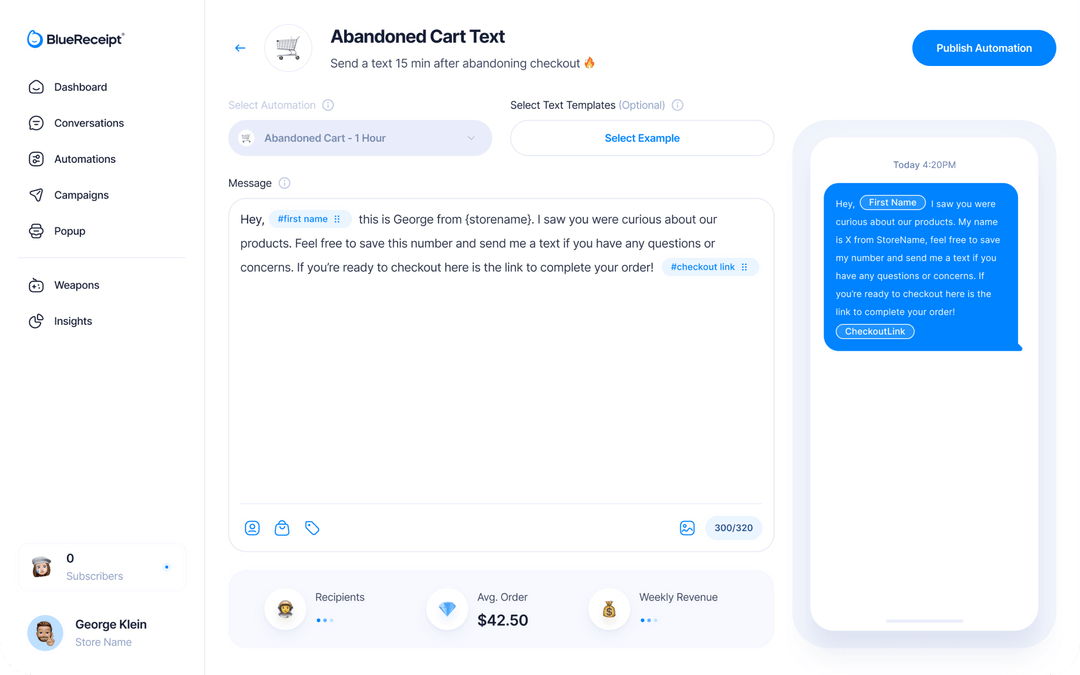 BlueReceipt®
Dashboard
Conversations
Automations
Campaigns
Popup
Weapons
Insights
0
Subscribers
George Klein
Store Name
Abandoned Cart Text
Send a text 15 min after abandoning checkout 🔥
Publish Automation
Select Automation
Abandoned Cart - 1 Hour
Select Text Templates (Optional)
Select Example
Message
Hey, #first name this is George from {storename}. I saw you were curious about our
products. Feel free to save this number and send me a text if you have any questions or
concerns. If you’re ready to checkout here is the link to complete your order! #checkout link
300/320
Recipients
Avg. Order
$42.50
Weekly Revenue
Today 4:20PM
Hey, First Name I saw you were
curious about our products. My name
is X from StoreName, feel free to save
my number and send me a text if you
have any questions or concerns. If
you’re ready to checkout here is the
link to complete your order!
CheckoutLink